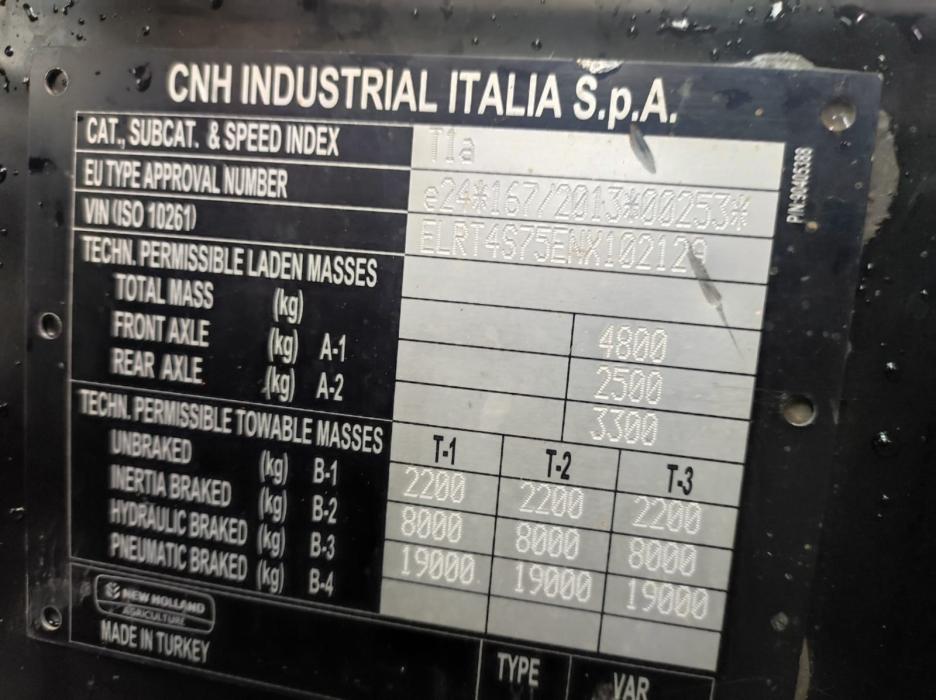 CNH INDUSTRIAL ITALIA S.p.A.
CAT., SUBCAT. & SPEED INDEX T1a
EU TYPE APPROVAL NUMBER e24*167/2013*00253*
VIN (ISO 10261) ELRT4S75ENX102129
TECHN. PERMISSIBLE LADEN MASSES
TOTAL MASS (kg) 4800
FRONT AXLE (kg) A-1 2500
REAR AXLE (kg) A-2 3300
TECHN. PERMISSIBLE TOWABLE MASSES T-1 T-2 T-3
UNBRAKED (kg) B-1 2200 2200 2200
INERTIA BRAKED (kg) B-2 8000 8000 8000
HYDRAULIC BRAKED (kg) B-3 19000 19000 19000
PNEUMATIC BRAKED (kg) B-4
NEW HOLLAND
AGRICULTURE
MADE IN TURKEY
TYPE VAR
P/N:90405388